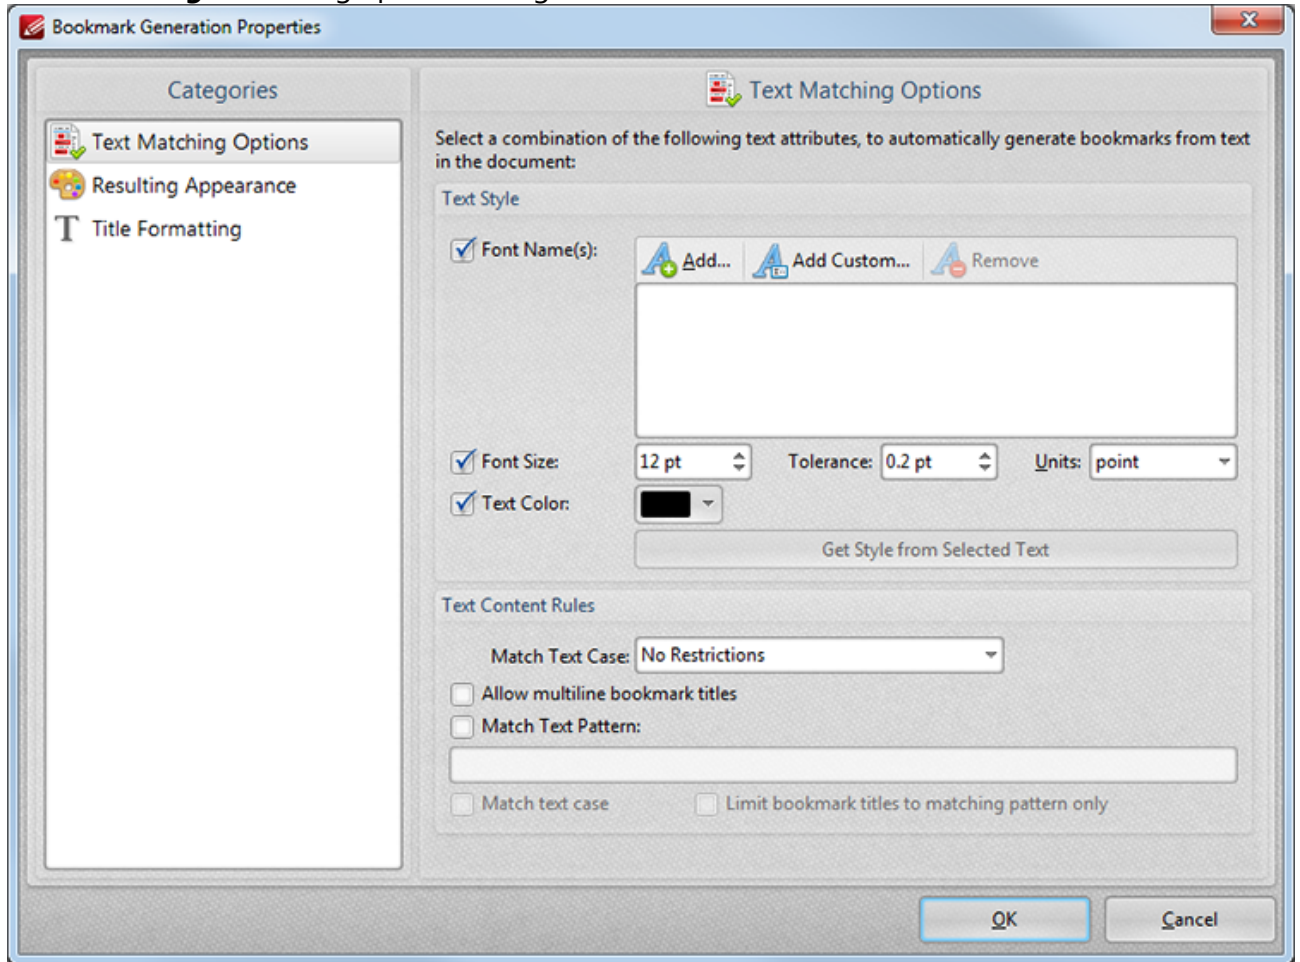 Bookmark Generation Properties
Categories
Text Matching Options
Resulting Appearance
Title Formatting
Text Matching Options
Select a combination of the following text attributes, to automatically generate bookmarks from text
in the document:
Text Style
Font Name(s):
Add... Add Custom... Remove
Font Size: 12 pt Tolerance: 0.2 pt Units: point
Text Color:
Get Style from Selected Text
Text Content Rules
Match Text Case: No Restrictions
Allow multiline bookmark titles
Match Text Pattern:
Match text case Limit bookmark titles to matching pattern only
OK Cancel